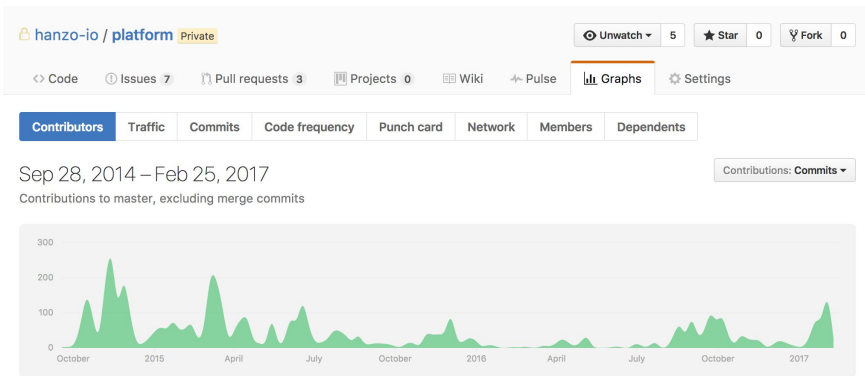 hanzo-io / platform Private Unwatch 5 Star 0 Fork 0
Code Issues 7 Pull requests 3 Projects 0 Wiki Pulse Graphs Settings
Contributors Traffic Commits Code frequency Punch card Network Members Dependents
Sep 28, 2014 – Feb 25, 2017 Contributions: Commits
Contributions to master, excluding merge commits
300
200
100
0
October 2015 April July October 2016 April July October 2017